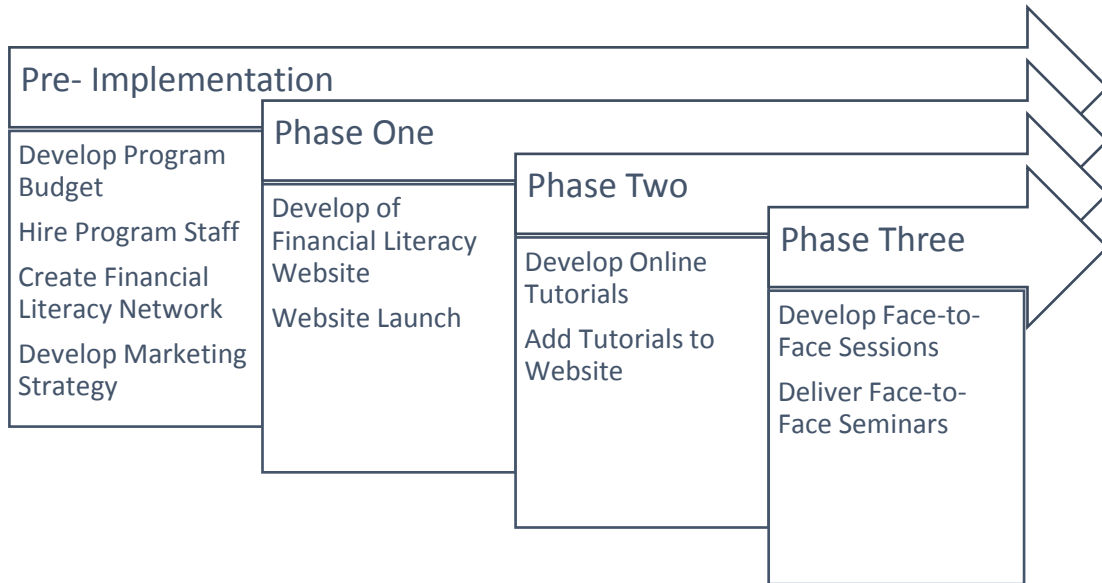 Pre- Implementation
Develop Program
Budget
Hire Program Staff
Create Financial
Literacy Network
Develop Marketing
Strategy
Phase One
Develop of
Financial Literacy
Website
Website Launch
Phase Two
Develop Online
Tutorials
Add Tutorials to
Website
Phase Three
Develop Face-to-
Face Sessions
Deliver Face-to-
Face Seminars